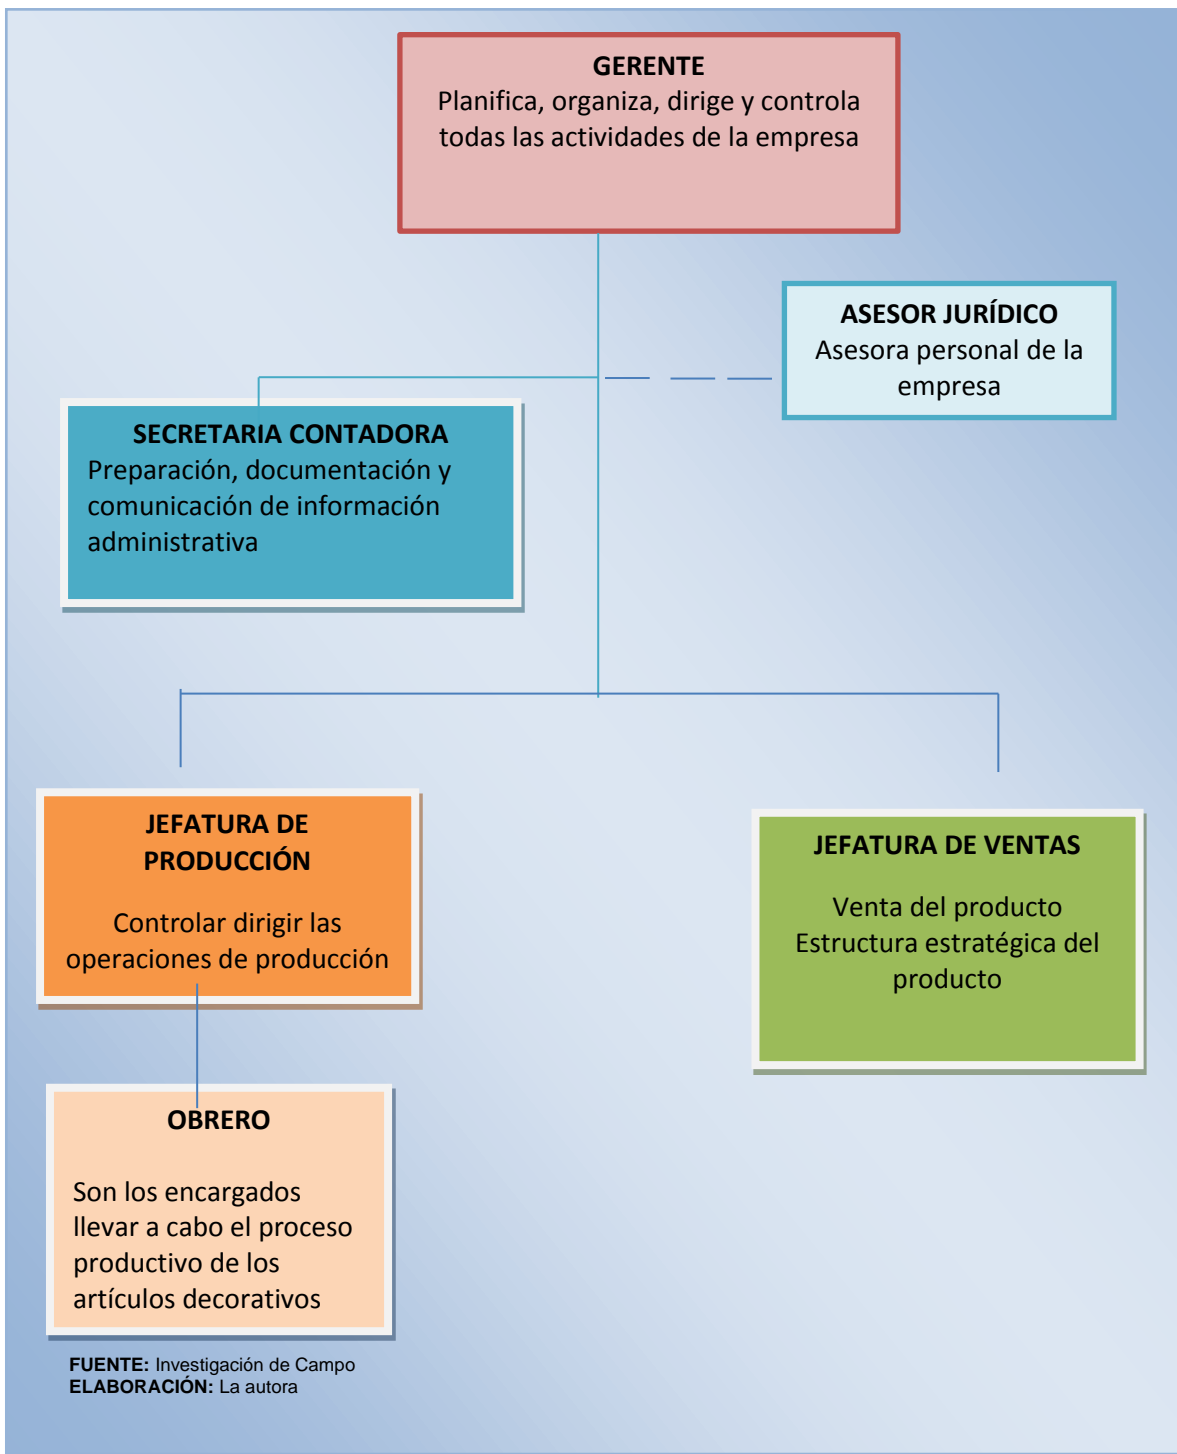 GERENTE
Planifica, organiza, dirige y controla
todas las actividades de la empresa
ASESOR JURÍDICO
Asesora personal de la
empresa
SECRETARIA CONTADORA
Preparación, documentación y
comunicación de información
administrativa
JEFATURA DE
PRODUCCIÓN
Controlar dirigir las
operaciones de producción
JEFATURA DE VENTAS
Venta del producto
Estructura estratégica del
producto
OBRERO
Son los encargados
llevar a cabo el proceso
productivo de los
artículos decorativos
FUENTE: Investigación de Campo
ELABORACIÓN: La autora